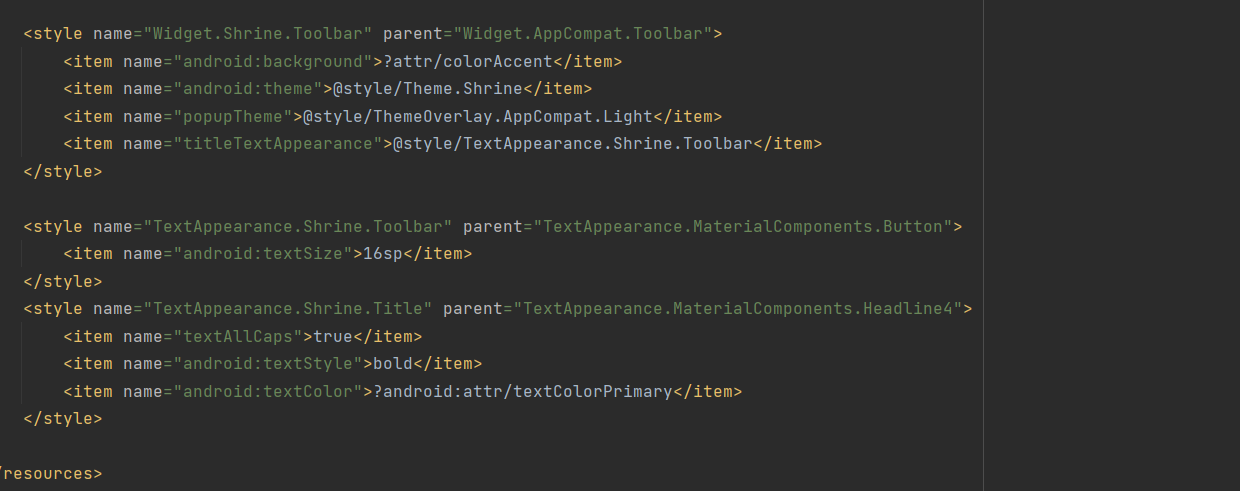 <style name="Widget.Shrine.Toolbar" parent="Widget.AppCompat.Toolbar">
<item name="android:background">?attr/colorAccent</item>
<item name="android:theme">@style/Theme.Shrine</item>
<item name="popupTheme">@style/ThemeOverlay.AppCompat.Light</item>
<item name="titleTextAppearance">@style/TextAppearance.Shrine.Toolbar</item>
</style>
<style name="TextAppearance.Shrine.Toolbar" parent="TextAppearance.MaterialComponents.Button">
<item name="android:textSize">16sp</item>
</style>
<style name="TextAppearance.Shrine.Title" parent="TextAppearance.MaterialComponents.Headline4">
<item name="textAllCaps">true</item>
<item name="android:textStyle">bold</item>
<item name="android:textColor">?android:attr/textColorPrimary</item>
</style>
/resources>